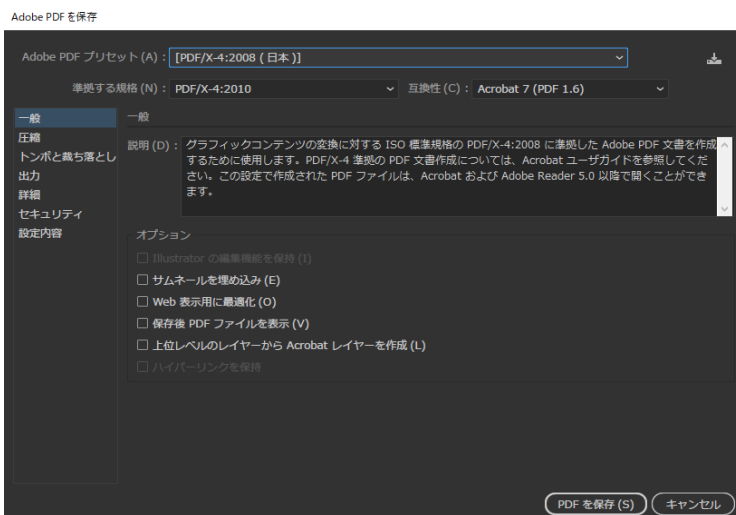 Adobe PDF を保存
Adobe PDF プリセット (A) : [PDF/X-4:2008 ( 日本 )]
準拠する規格 (N) : PDF/X-4:2010 互換性 (C) : Acrobat 7 (PDF 1.6)
一般
圧縮
トンボと裁ち落とし
出力
詳細
セキュリティ
設定内容
一般
説明 (D) : グラフィックコンテンツの変換に対する ISO 標準規格の PDF/X-4:2008 に準拠した Adobe PDF 文書を作成
するために使用します。PDF/X-4 準拠の PDF 文書作成については、Acrobat ユーザガイドを参照してくだ
さい。この設定で作成された PDF ファイルは、Acrobat および Adobe Reader 5.0 以降で開くことができ
ます。
オプション
Illustrator の編集機能を保持 (I)
サムネールを埋め込み (E)
Web 表示用に最適化 (O)
保存後 PDF ファイルを表示 (V)
上位レベルのレイヤーから Acrobat レイヤーを作成 (L)
ハイパーリンクを保持
PDF を保存 (S) キャンセル